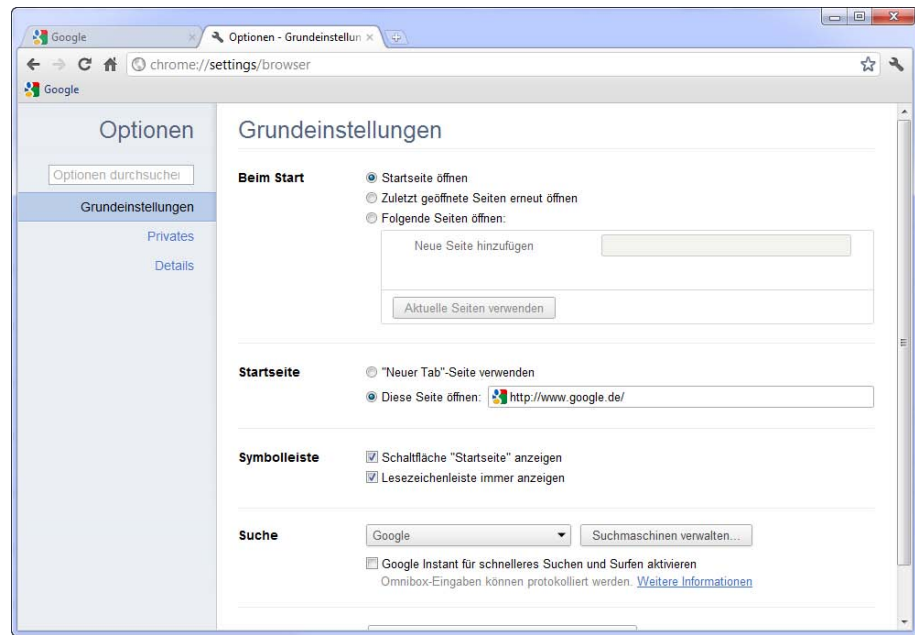 Google
Optionen - Grundeinstellun
chrome://settings/browser
Google
Optionen
Optionen durchsuchen
Grundeinstellungen
Privates
Details
Grundeinstellungen
Beim Start
Startseite öffnen
Zuletzt geöffnete Seiten erneut öffnen
Folgende Seiten öffnen:
Neue Seite hinzufügen
Aktuelle Seiten verwenden
Startseite
"Neuer Tab"-Seite verwenden
Diese Seite öffnen: http://www.google.de/
Symbolleiste
Schaltfläche "Startseite" anzeigen
Lesezeichenleiste immer anzeigen
Suche
Google
Suchmaschinen verwalten...
Google Instant für schnelleres Suchen und Surfen aktivieren
Omnibox-Eingaben können protokolliert werden. Weitere Informationen